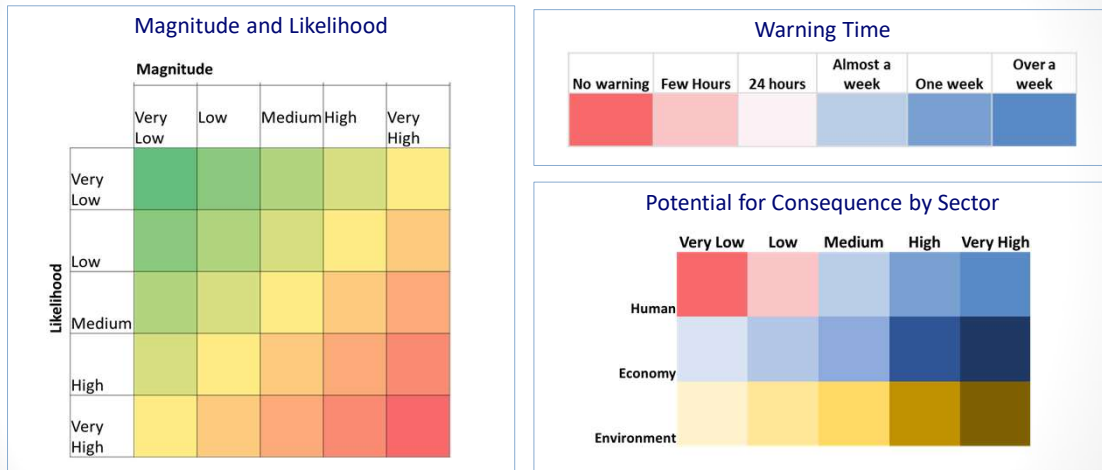 Magnitude and Likelihood
Magnitude
Very Low
Low
Medium
High
Very High
Likelihood
Very Low
Low
Medium
High
Very High
Warning Time
No warning
Few Hours
24 hours
Almost a week
One week
Over a week
Potential for Consequence by Sector
Very Low
Low
Medium
High
Very High
Human
Economy
Environment